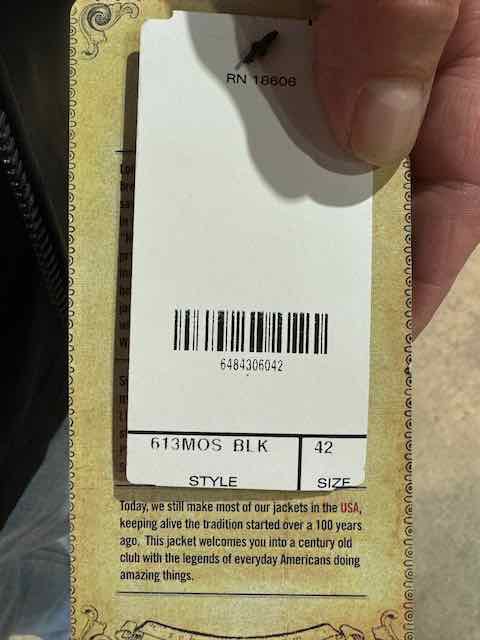 RN 18606
6484306042
613MOS BLK
42
STYLE
SIZE
Today, we still make most of our jackets in the USA,
keeping alive the tradition started over a 100 years
ago. This jacket welcomes you into a century old
club with the legends of everyday Americans doing
amazing things.